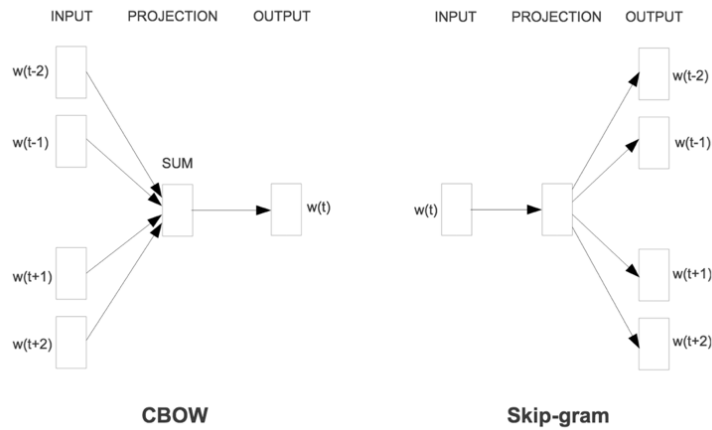 INPUT PROJECTION OUTPUT
w(t-2)
w(t-1)
SUM
w(t)
w(t+1)
w(t+2)
CBOW
INPUT PROJECTION OUTPUT
w(t-2)
w(t-1)
w(t)
w(t+1)
w(t+2)
Skip-gram